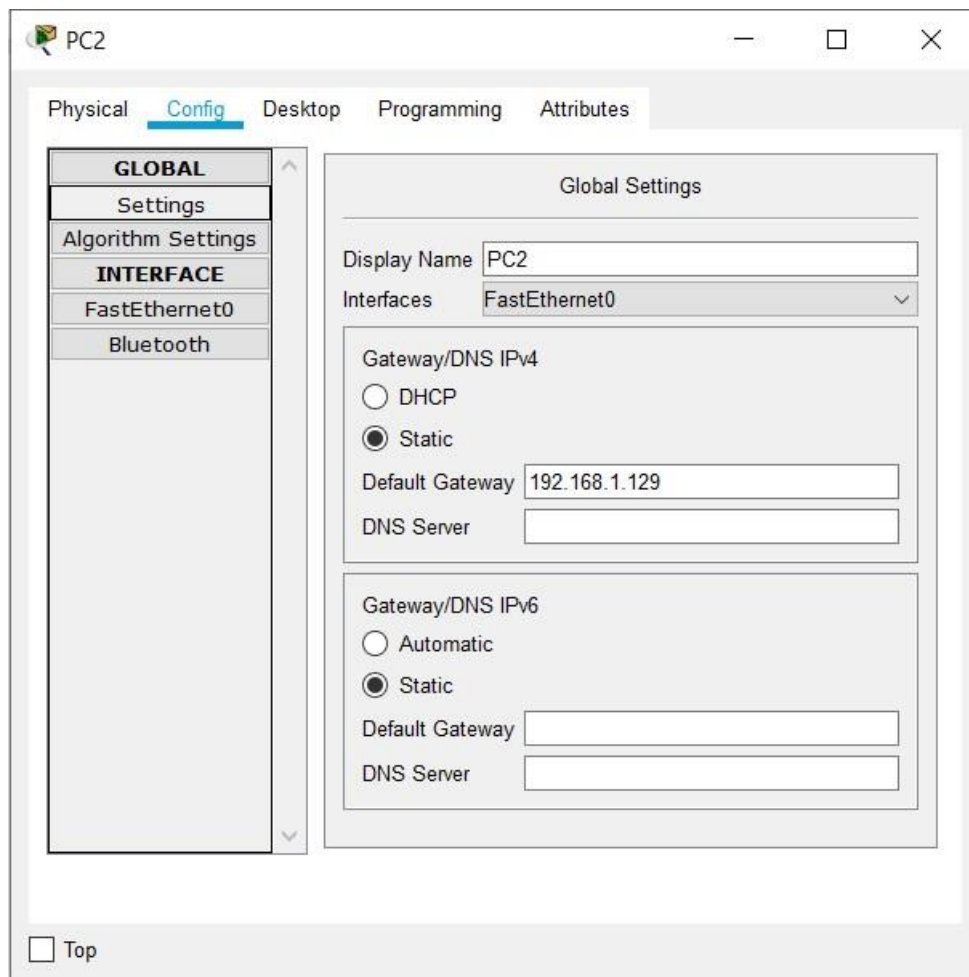 PC2
Physical Config Desktop Programming Attributes
GLOBAL
Settings
Algorithm Settings
INTERFACE
FastEthernet0
Bluetooth
Global Settings
Display Name PC2
Interfaces FastEthernet0
Gateway/DNS IPv4
DHCP
Static
Default Gateway 192.168.1.129
DNS Server
Gateway/DNS IPv6
Automatic
Static
Default Gateway
DNS Server
Top